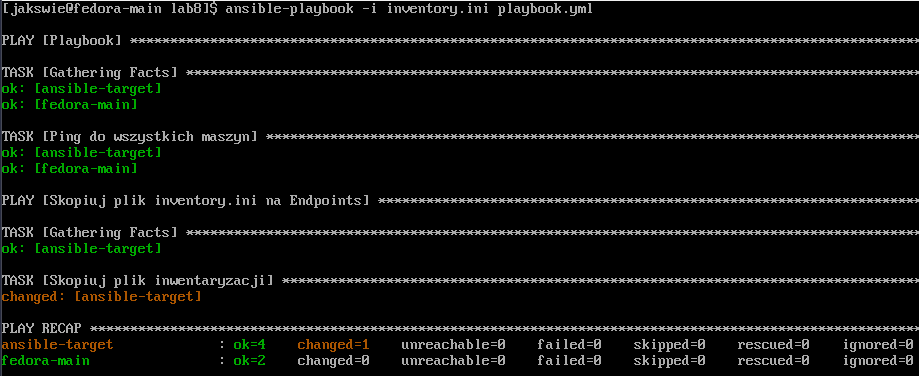 [jakswie@fedora-main lab8]$ ansible-playbook -i inventory.ini playbook.yml
PLAY [Playbook] ***************************************************************************************************
TASK [Gathering Facts] ********************************************************************************************
ok: [ansible-target]
ok: [fedora-main]
TASK [Ping do wszystkich maszyn] **********************************************************************************
ok: [ansible-target]
ok: [fedora-main]
PLAY [Skopiuj plik inventory.ini na Endpoints] ********************************************************************
TASK [Gathering Facts] ********************************************************************************************
ok: [ansible-target]
TASK [Skopiuj plik inwentaryzacji] ********************************************************************************
changed: [ansible-target]
PLAY RECAP ********************************************************************************************************
ansible-target             : ok=4    changed=1    unreachable=0    failed=0    skipped=0    rescued=0    ignored=0
fedora-main                : ok=2    changed=0    unreachable=0    failed=0    skipped=0    rescued=0    ignored=0